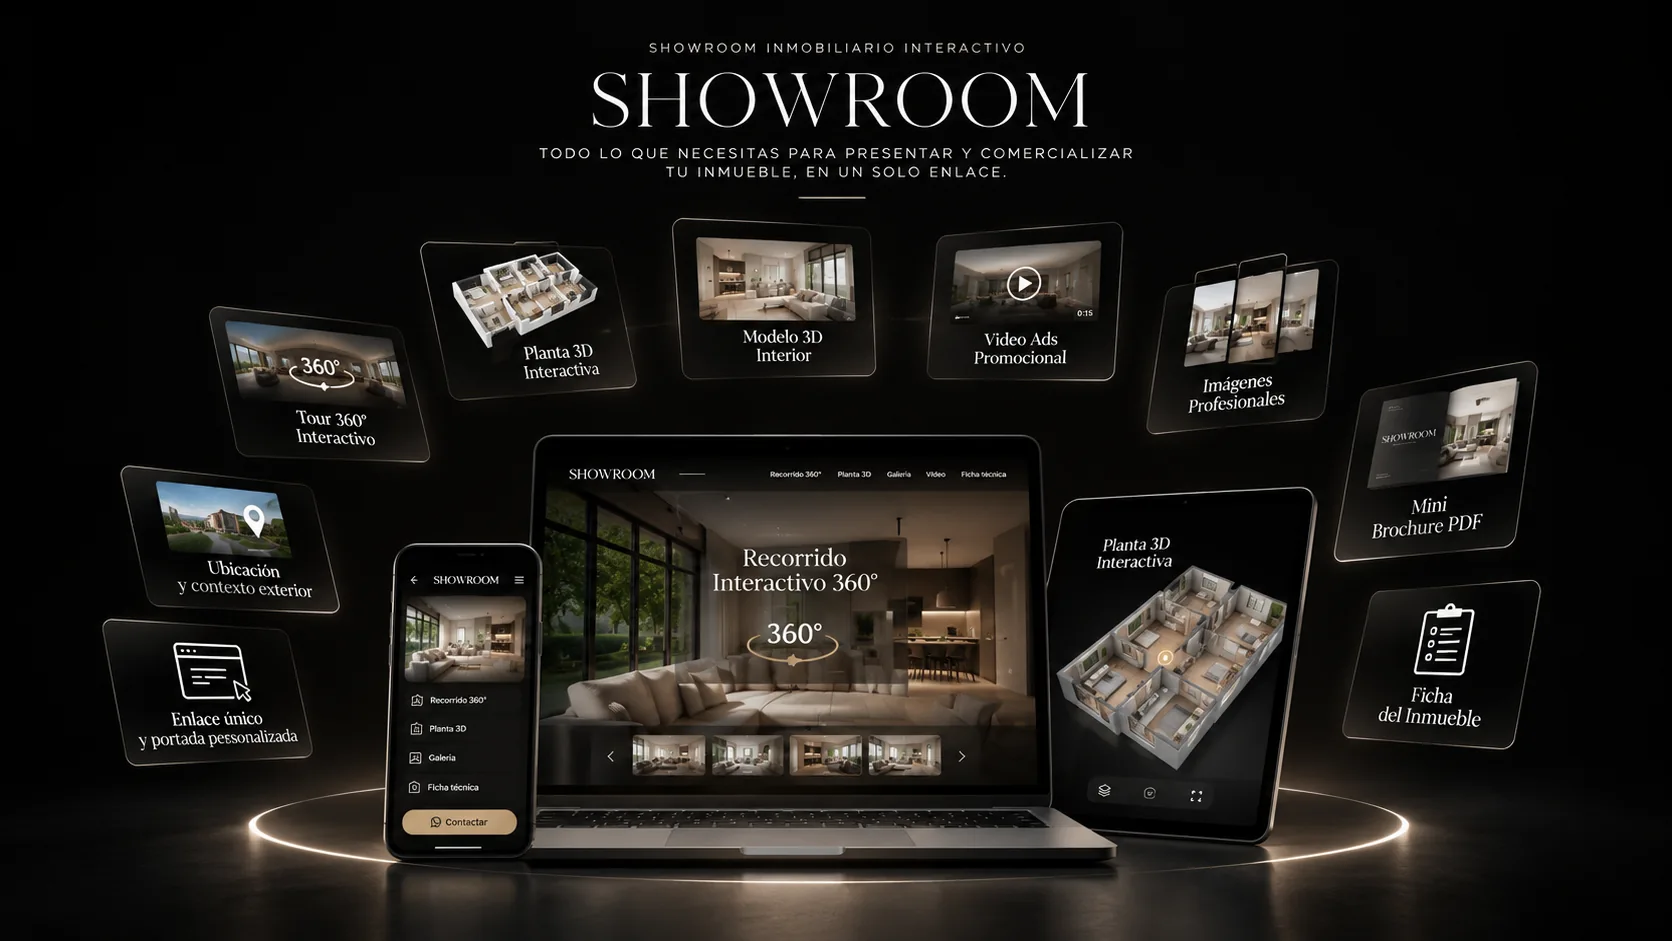 SHOWROOM INMOBILIARIO INTERACTIVO
SHOWROOM
TODO LO QUE NECESITAS PARA PRESENTAR Y COMERCIALIZAR
TU INMUEBLE, EN UN SOLO ENLACE.
Enlace único
y portada personalizada
Ubicación
y contexto exterior
360°
Tour 360°
Interactivo
Planta 3D
Interactiva
Modelo 3D
Interior
0:15
Video Ads
Promocional
Imágenes
Profesionales
SHOWROOM
Mini
Brochure PDF
Ficha
del Inmueble
SHOWROOM
Recorrido 360°
Planta 3D
Galería
Ficha técnica
Contactar
SHOWROOM
Recorrido 360° Planta 3D Galería Video Ficha técnica
Recorrido
Interactivo 360°
360°
Planta 3D
Interactiva